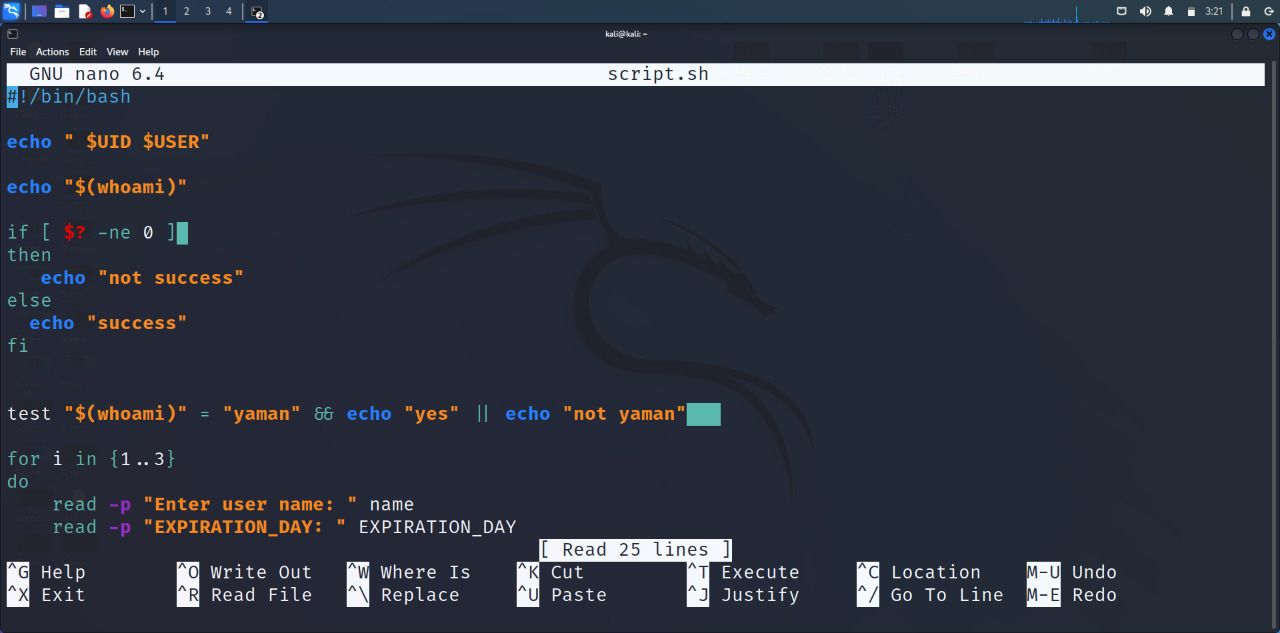 1 2 3 4 3:21
kali@kali: ~
File Actions Edit View Help
GNU nano 6.4 script.sh
#!/bin/bash
echo " $UID $USER"
echo "$(whoami)"
if [ $? -ne 0 ]
then
echo "not success"
else
echo "success"
fi
test "$(whoami)" = "yaman" && echo "yes" || echo "not yaman"
for i in {1..3}
do
read -p "Enter user name: " name
read -p "EXPIRATION_DAY: " EXPIRATION_DAY
[ Read 25 lines ]
^G Help ^O Write Out ^W Where Is ^K Cut ^T Execute ^C Location M-U Undo
^X Exit ^R Read File ^\ Replace ^U Paste ^J Justify ^/ Go To Line M-E Redo